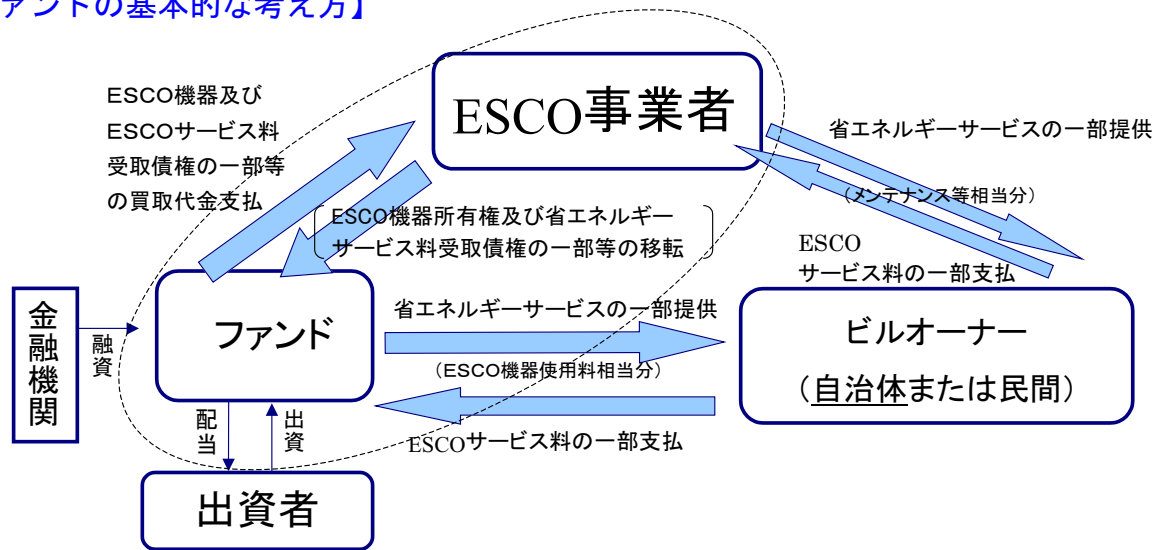 ァンドの基本的な考え方】
ESCO機器及び
ESCOサービス料
受取債権の一部等
の買取代金支払
ESCO事業者
省エネルギーサービスの一部提供
(メンテナンス等相当分)
ESCO機器所有権及び省エネルギー
サービス料受取債権の一部等の移転
ESCO
サービス料の一部支払
金融機関
融資
ファンド
省エネルギーサービスの一部提供
(ESCO機器使用料相当分)
ESCOサービス料の一部支払
ビルオーナー
(自治体または民間)
配当
出資
出資者